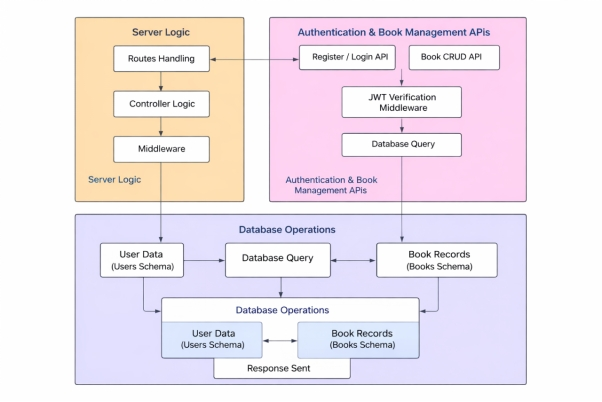 Server Logic
Routes Handling
Controller Logic
Middleware
Server Logic
Authentication & Book Management APIs
Register / Login API
Book CRUD API
JWT Verification
Middleware
Database Query
Authentication & Book
Management APIs
Database Operations
User Data
(Users Schema)
Database Query
Book Records
(Books Schema)
Database Operations
User Data
(Users Schema)
Book Records
(Books Schema)
Response Sent